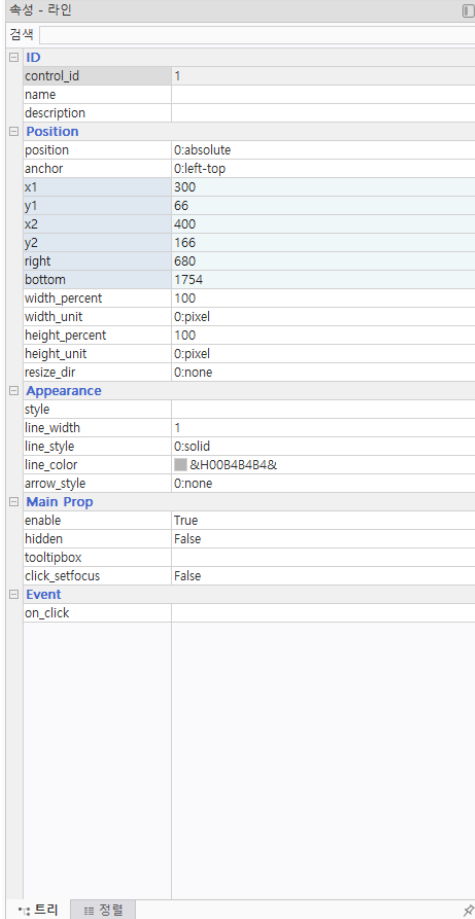 속성 - 라인
검색
ID
control_id 1
name
description
Position
position 0:absolute
anchor 0:left-top
x1 300
y1 66
x2 400
y2 166
right 680
bottom 1754
width_percent 100
width_unit 0:pixel
height_percent 100
height_unit 0:pixel
resize_dir 0:none
Appearance
style
line_width 1
line_style 0:solid
line_color &H00B4B4B4&
arrow_style 0:none
Main Prop
enable True
hidden False
tooltipbox
click_setfocus False
Event
on_click
트리 정렬